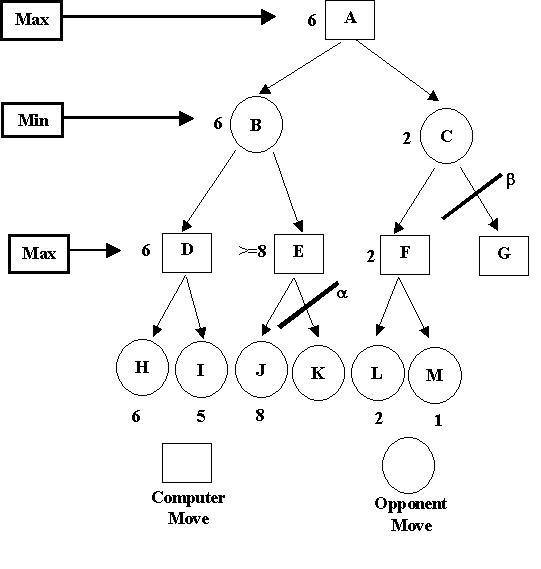 Max
6
A
Min
6
B
2
C
β
Max
6
D
>=8
E
2
F
G
α
H
I
J
K
L
M
6
5
8
2
1
Computer
Move
Opponent
Move